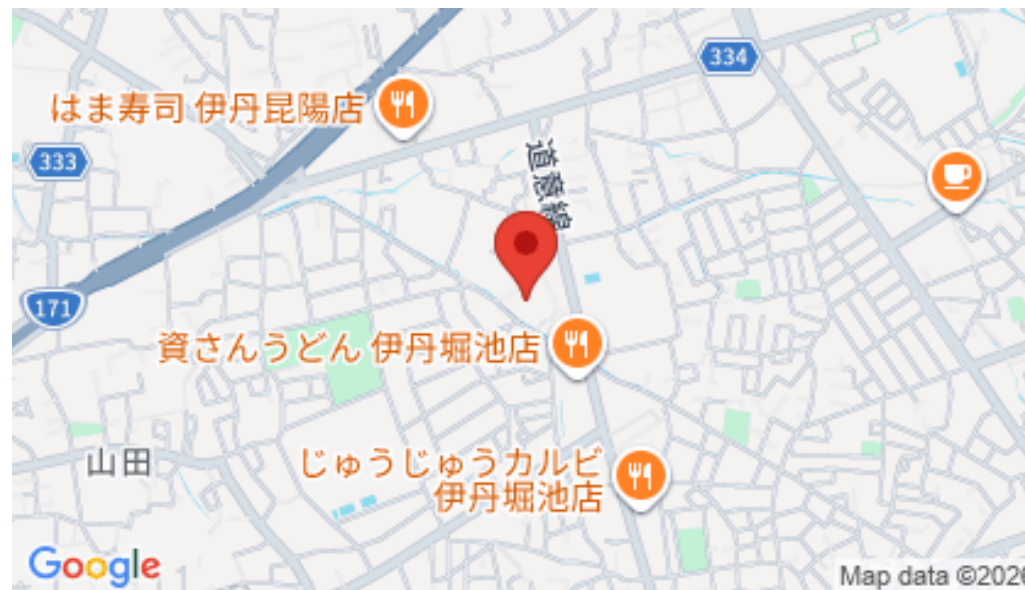 334
はま寿司 伊丹昆陽店
333
道意線
171
資さんうどん 伊丹堀池店
山田
じゅうじゅうカルビ
伊丹堀池店
Google
Map data ©2026